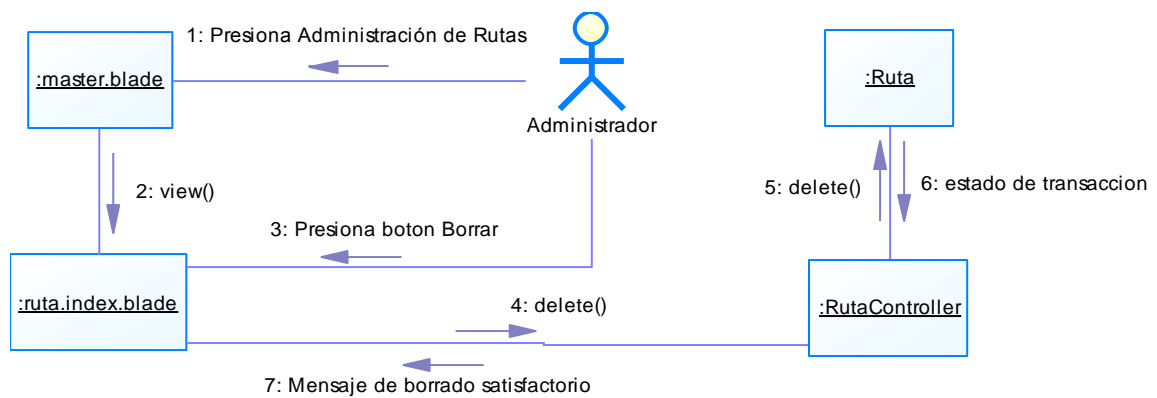 1: Presiona Administración de Rutas
:master.blade
:Ruta
Administrador
2: view()
5: delete()
6: estado de transaccion
3: Presiona boton Borrar
:ruta.index.blade
4: delete()
:RutaController
7: Mensaje de borrado satisfactorio